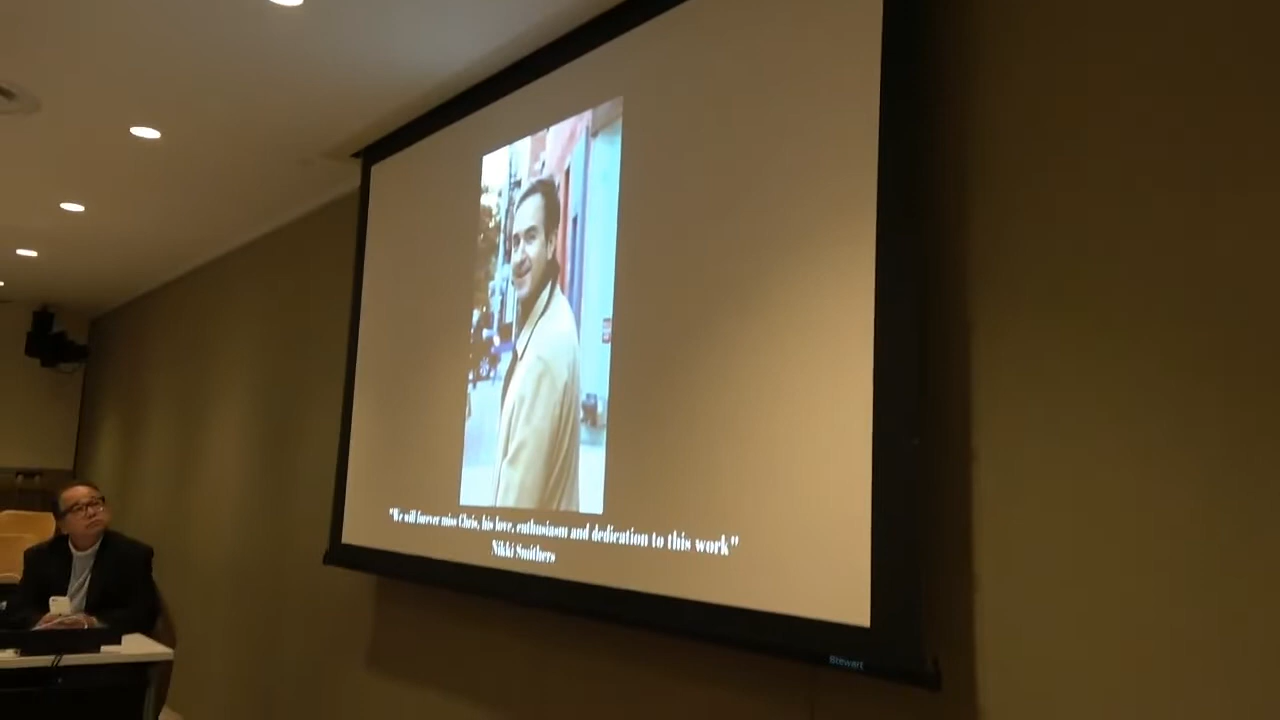 "We will forever miss Chris, his love, enthusiasm and dedication to this work"
Nikki Smithers
Stewart